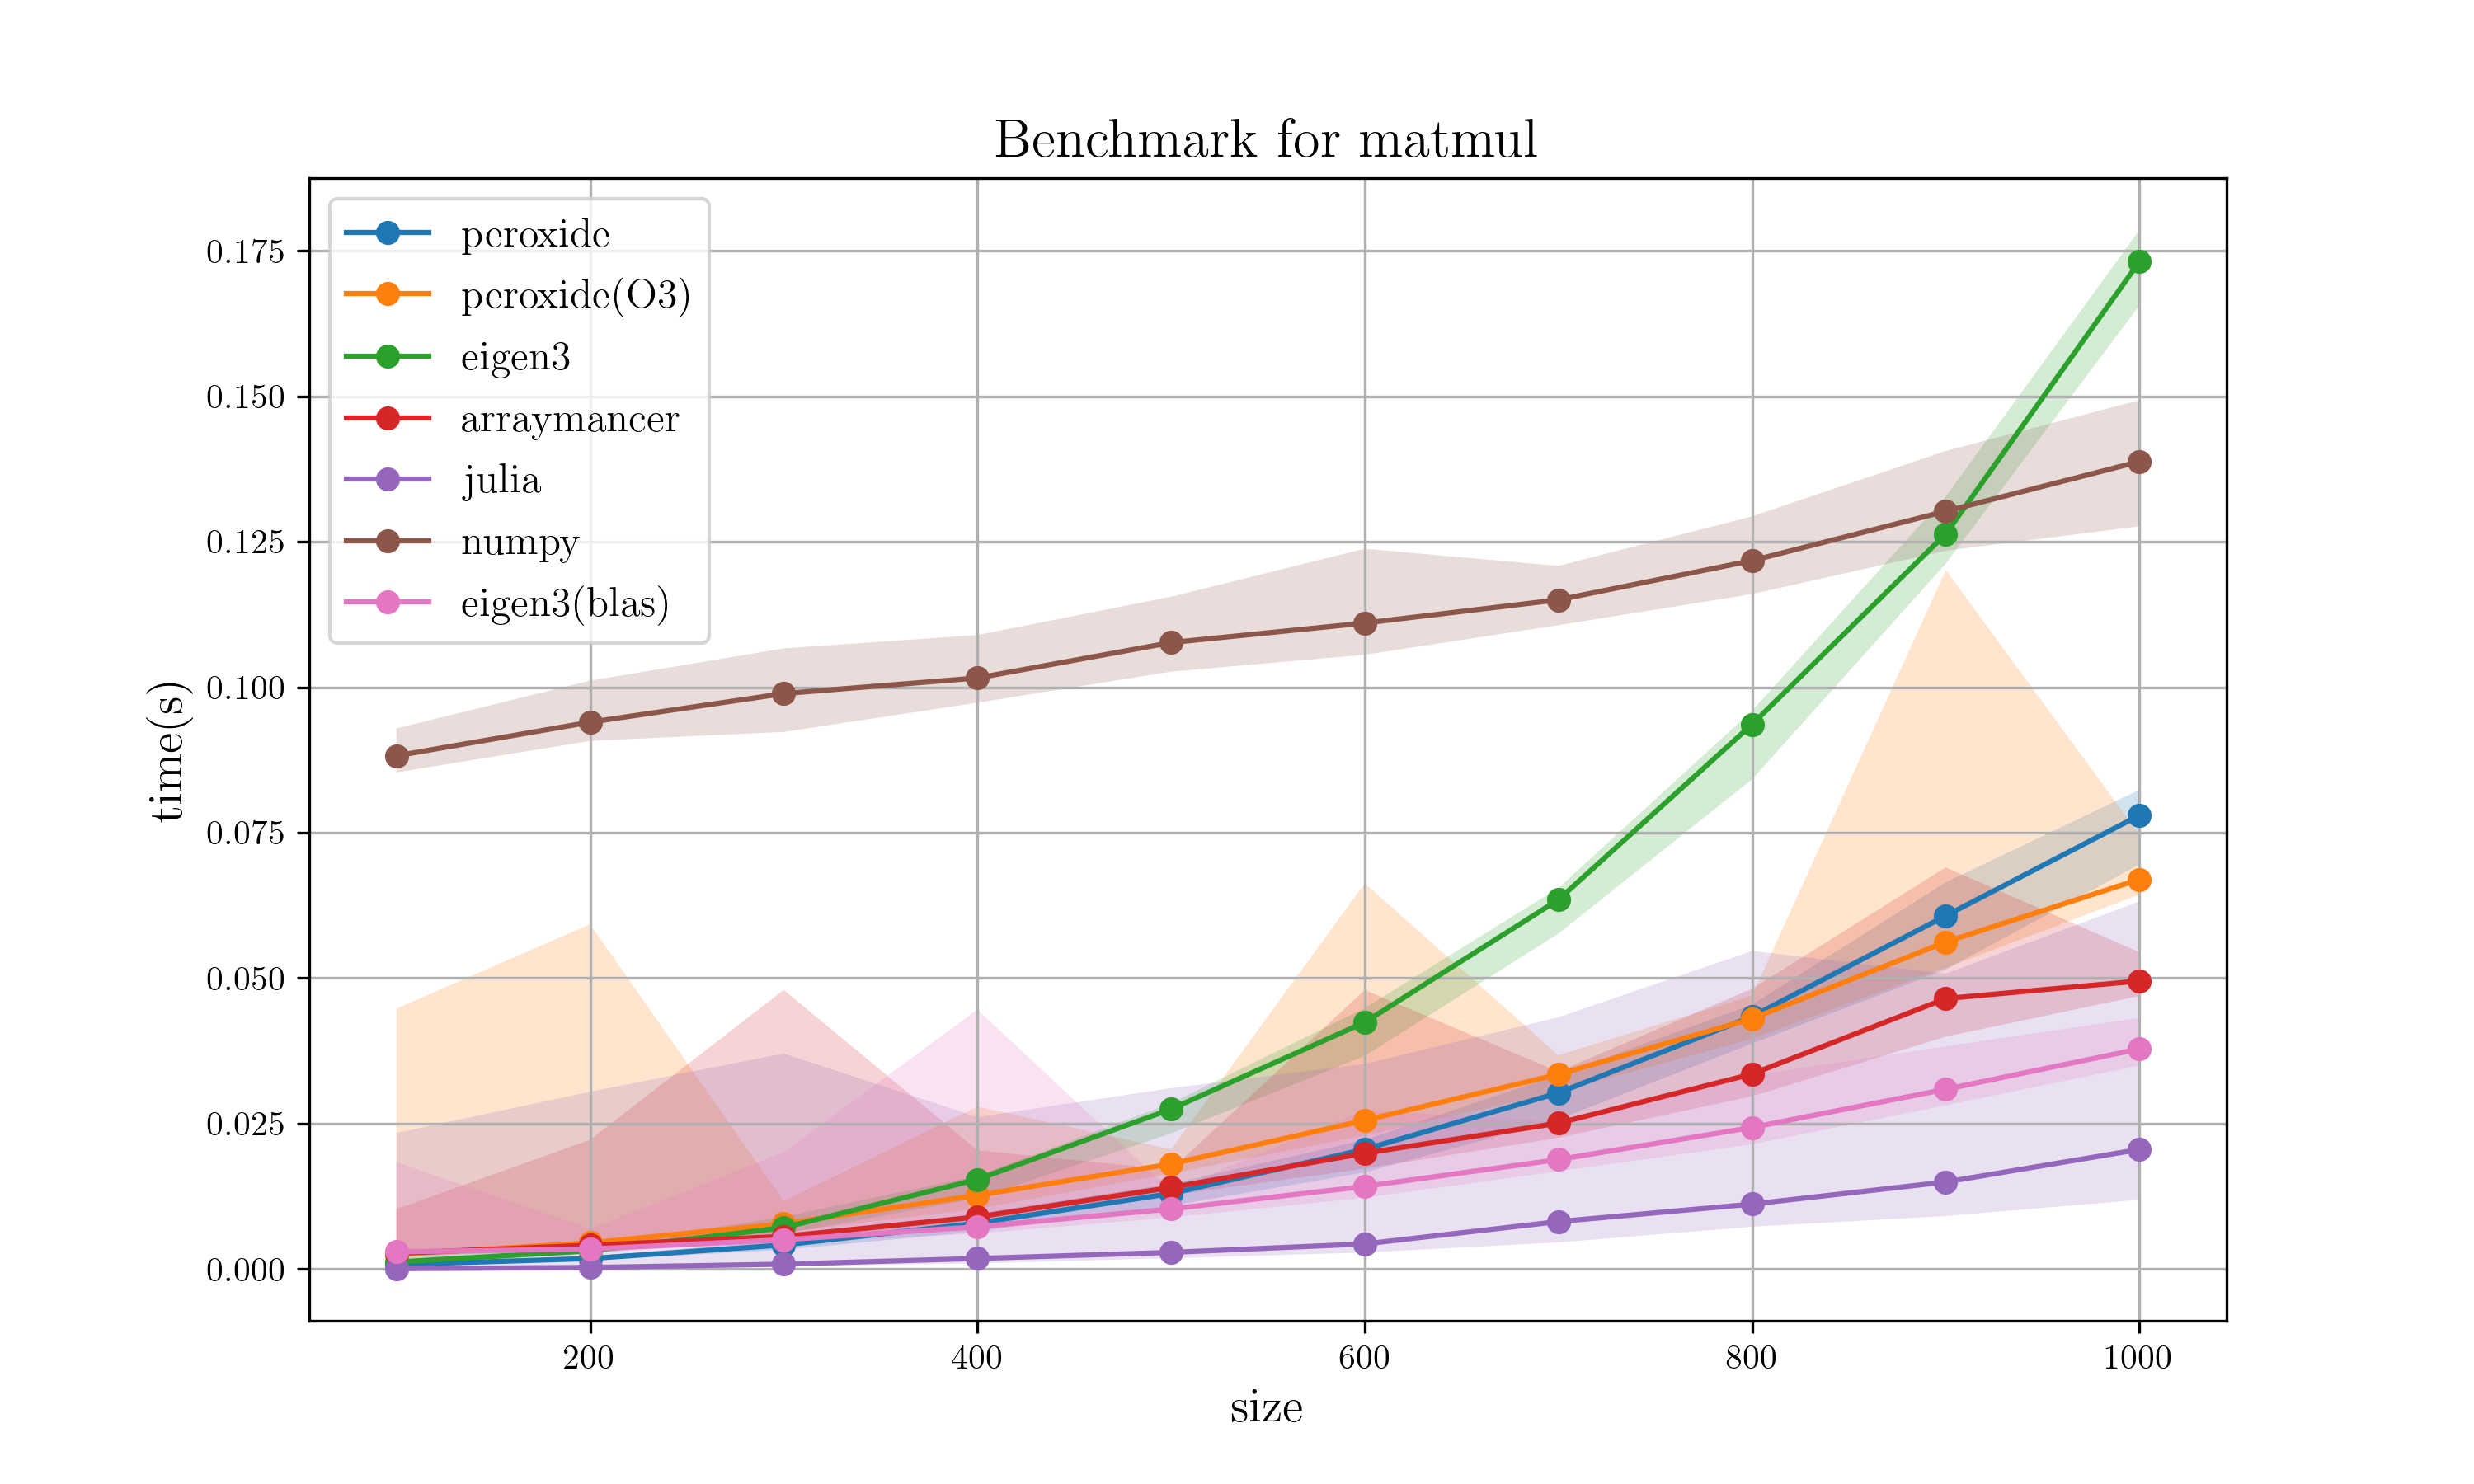 Benchmark for matmul
peroxide
peroxide(O3)
eigen3
arraymancer
julia
numpy
eigen3(blas)
time(s)
0.175
0.150
0.125
0.100
0.075
0.050
0.025
0.000
200 400 600 800 1000
size